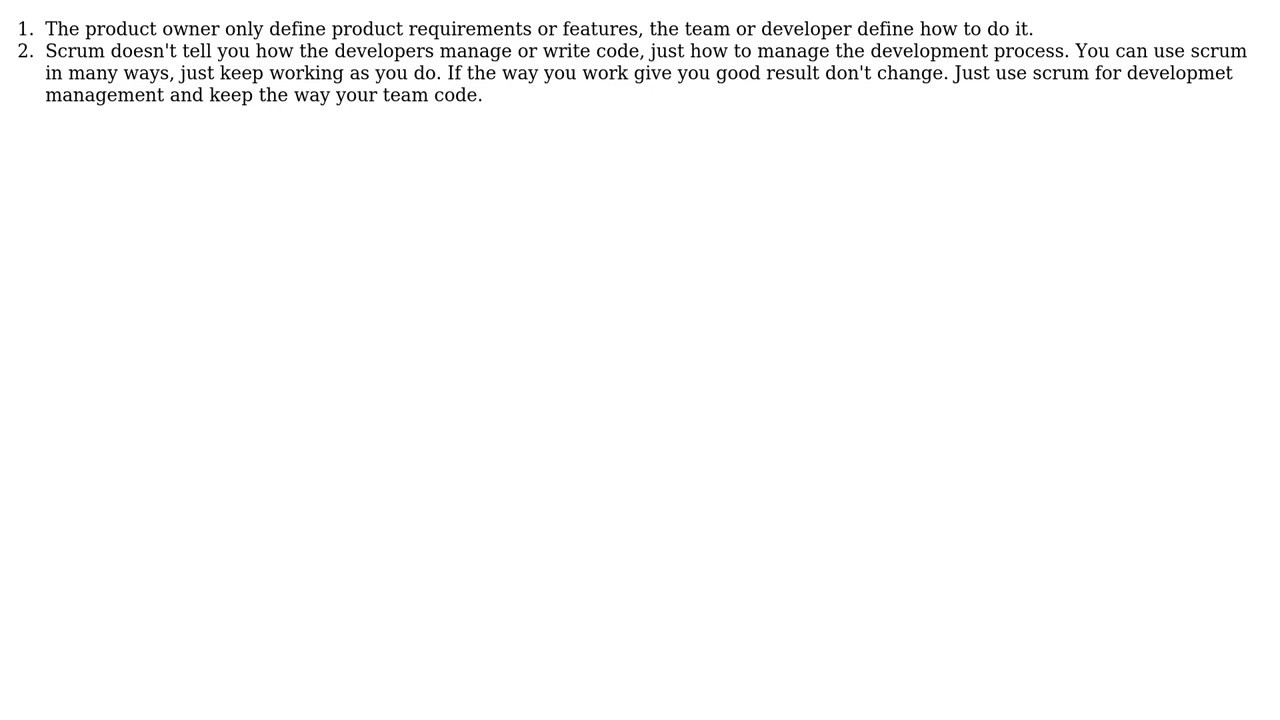 1. The product owner only define product requirements or features, the team or developer define how to do it.
2. Scrum doesn't tell you how the developers manage or write code, just how to manage the development process. You can use scrum
in many ways, just keep working as you do. If the way you work give you good result don't change. Just use scrum for developmet
management and keep the way your team code.